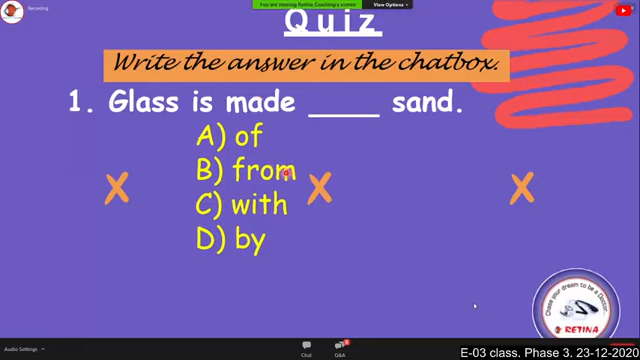 Recording
You are viewing Retina Coaching's screen
View Options
Quiz
Write the answer in the chatbox.
1. Glass is made ____ sand.
A) of
B) from
C) with
D) by
X X X
Chase your dream to be a Doctor.
RETINA
Audio Settings
Chat
Q&A
E-03 class. Phase 3. 23-12-2020